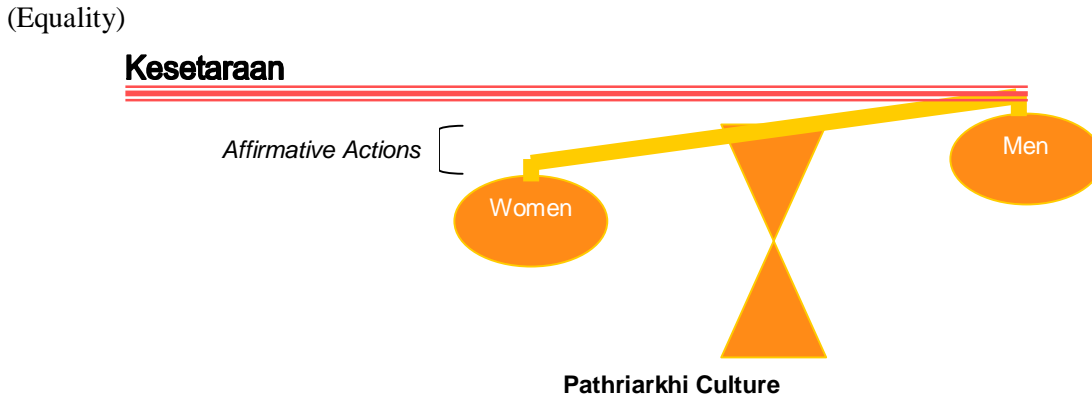 (Equality)
Kesetaraan
Affirmative Actions
Men
Women
Pathriarkhi Culture